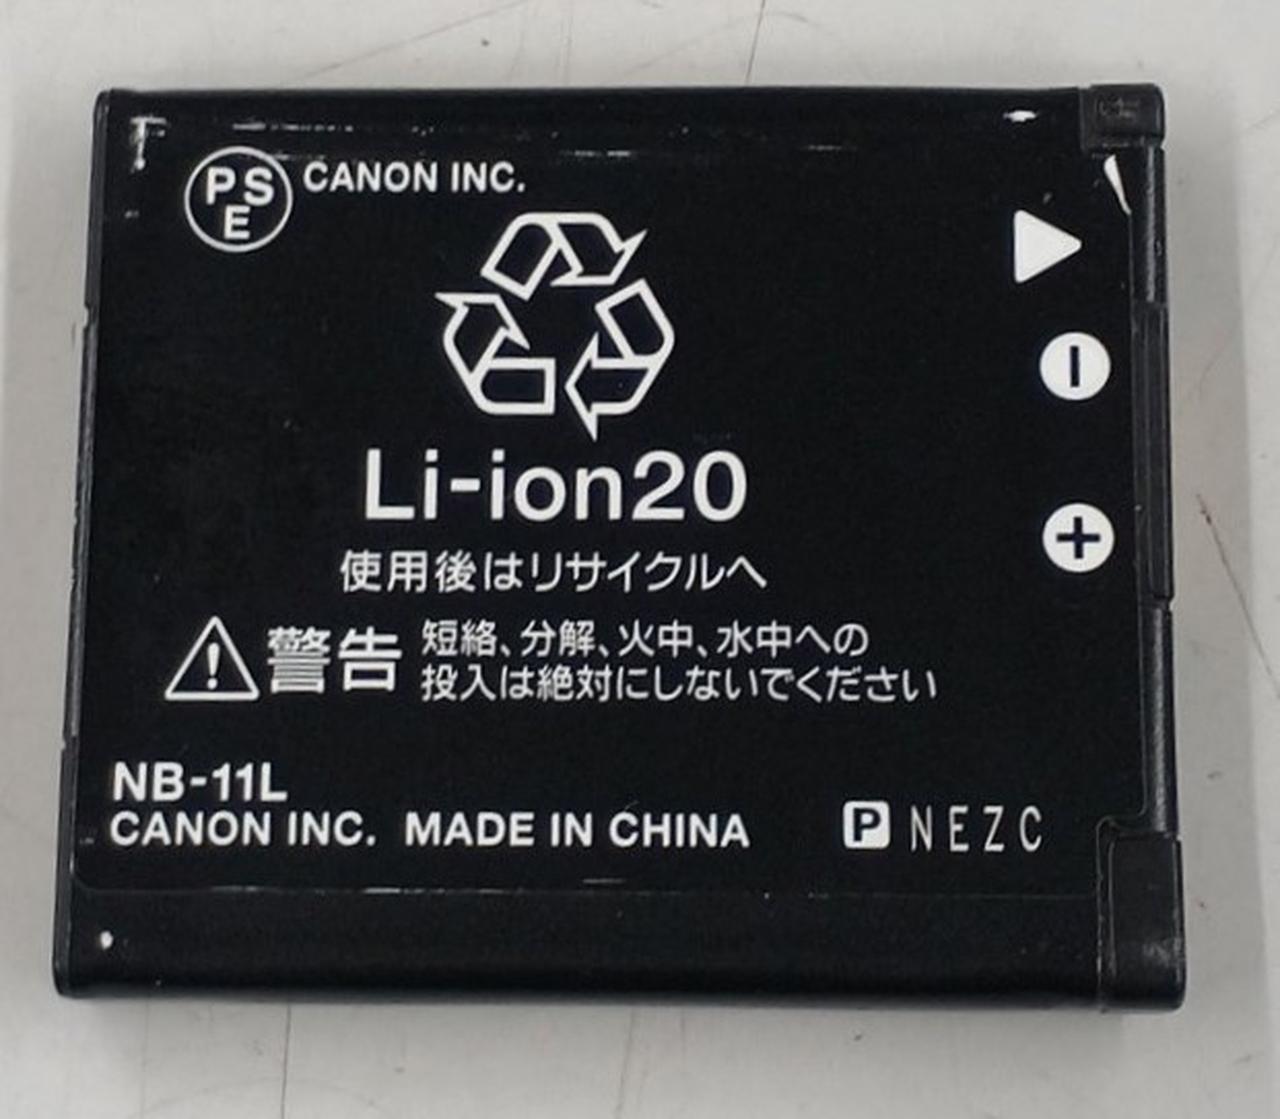 PSE CANON INC.
Li-ion20
使用後はリサイクルへ
警告 短絡、分解、火中、水中への
投入は絶対にしないでください
NB-11L
CANON INC. MADE IN CHINA P NEZC